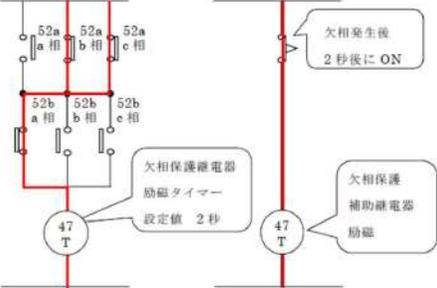 52a
a 相
52a
b 相
52a
c 相
欠相発生後
2 秒後に ON
52b
a 相
52b
b 相
52b
c 相
欠相保護継電器
励磁タイマー
設定値 2 秒
欠相保護
補助継電器
励磁
47
T
47
T